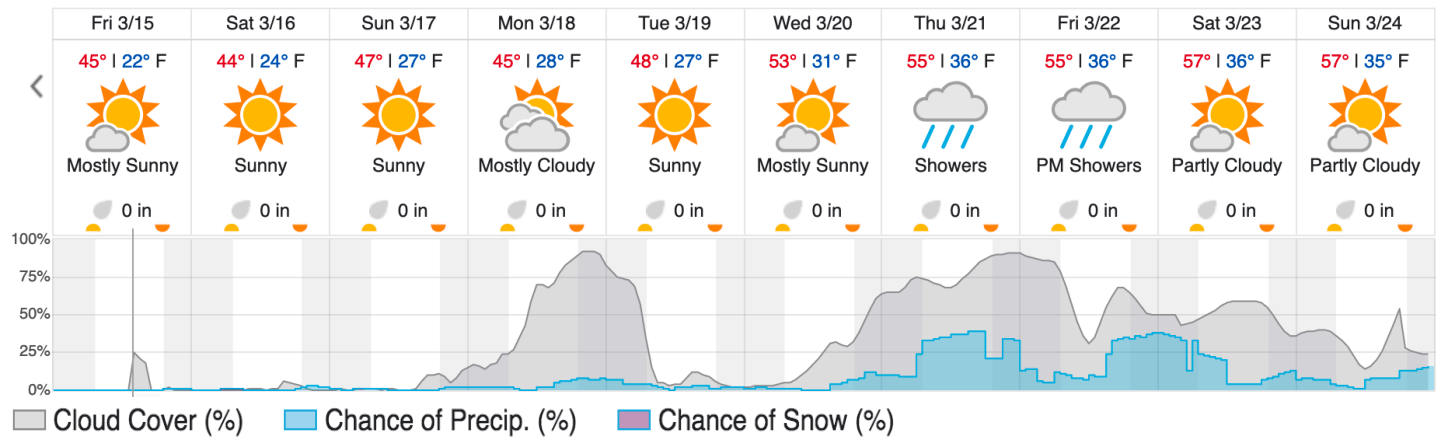 Fri 3/15 Sat 3/16 Sun 3/17 Mon 3/18 Tue 3/19 Wed 3/20 Thu 3/21 Fri 3/22 Sat 3/23 Sun 3/24
45° | 22° F 44° | 24° F 47° | 27° F 45° | 28° F 48° | 27° F 53° | 31° F 55° | 36° F 55° | 36° F 57° | 36° F 57° | 35° F
Mostly Sunny Sunny Sunny Mostly Cloudy Sunny Mostly Sunny Showers PM Showers Partly Cloudy Partly Cloudy
0 in 0 in 0 in 0 in 0 in 0 in 0 in 0 in 0 in 0 in
100%
75%
50%
25%
0%
Cloud Cover (%) Chance of Precip. (%) Chance of Snow (%)